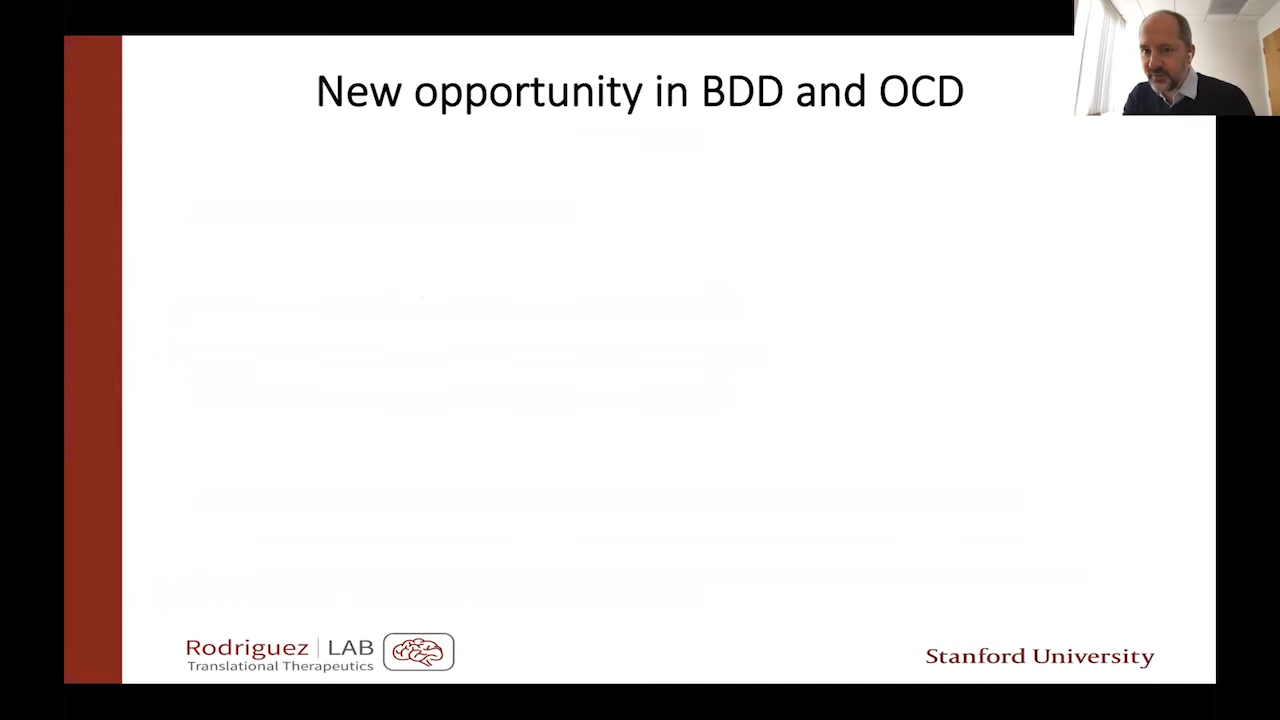 New opportunity in BDD and OCD
Rodriguez | LAB
Translational Therapeutics
Stanford University